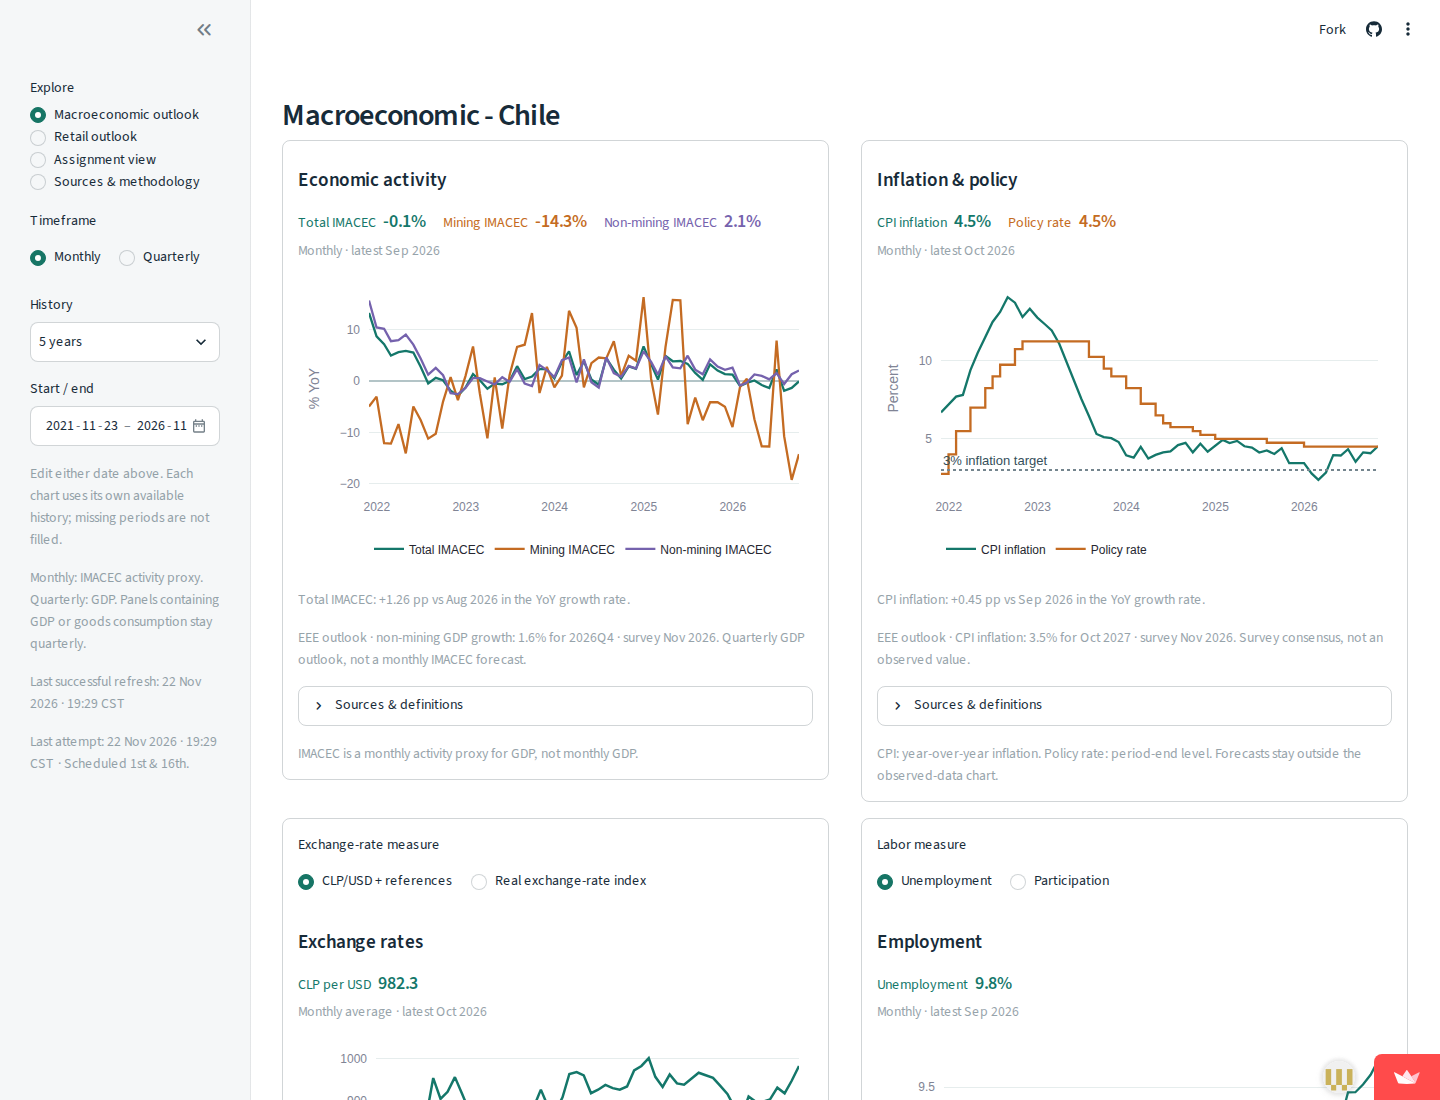 Fork
Explore
Macroeconomic outlook
Retail outlook
Assignment view
Sources & methodology
Timeframe
Monthly
Quarterly
History
5 years
Start / end
2021-11-23 – 2026-11
Edit either date above. Each
chart uses its own available
history; missing periods are not
filled.
Monthly: IMACEC activity proxy.
Quarterly: GDP. Panels containing
GDP or goods consumption stay
quarterly.
Last successful refresh: 22 Nov
2026 · 19:29 CST
Last attempt: 22 Nov 2026 · 19:29
CST · Scheduled 1st & 16th.
Macroeconomic - Chile
Economic activity
Total IMACEC -0.1% Mining IMACEC -14.3% Non-mining IMACEC 2.1%
Monthly · latest Sep 2026
% YoY
10
0
−10
−20
2022 2023 2024 2025 2026
Total IMACEC Mining IMACEC Non-mining IMACEC
Total IMACEC: +1.26 pp vs Aug 2026 in the YoY growth rate.
EEE outlook · non-mining GDP growth: 1.6% for 2026Q4 · survey Nov 2026. Quarterly GDP
outlook, not a monthly IMACEC forecast.
Sources & definitions
IMACEC is a monthly activity proxy for GDP, not monthly GDP.
Inflation & policy
CPI inflation 4.5% Policy rate 4.5%
Monthly · latest Oct 2026
Percent
10
5
3% inflation target
2022 2023 2024 2025 2026
CPI inflation Policy rate
CPI inflation: +0.45 pp vs Sep 2026 in the YoY growth rate.
EEE outlook · CPI inflation: 3.5% for Oct 2027 · survey Nov 2026. Survey consensus, not an
observed value.
Sources & definitions
CPI: year-over-year inflation. Policy rate: period-end level. Forecasts stay outside the
observed-data chart.
Exchange-rate measure
CLP/USD + references
Real exchange-rate index
Exchange rates
CLP per USD 982.3
Monthly average · latest Oct 2026
1000
Labor measure
Unemployment
Participation
Employment
Unemployment 9.8%
Monthly · latest Sep 2026
9.5